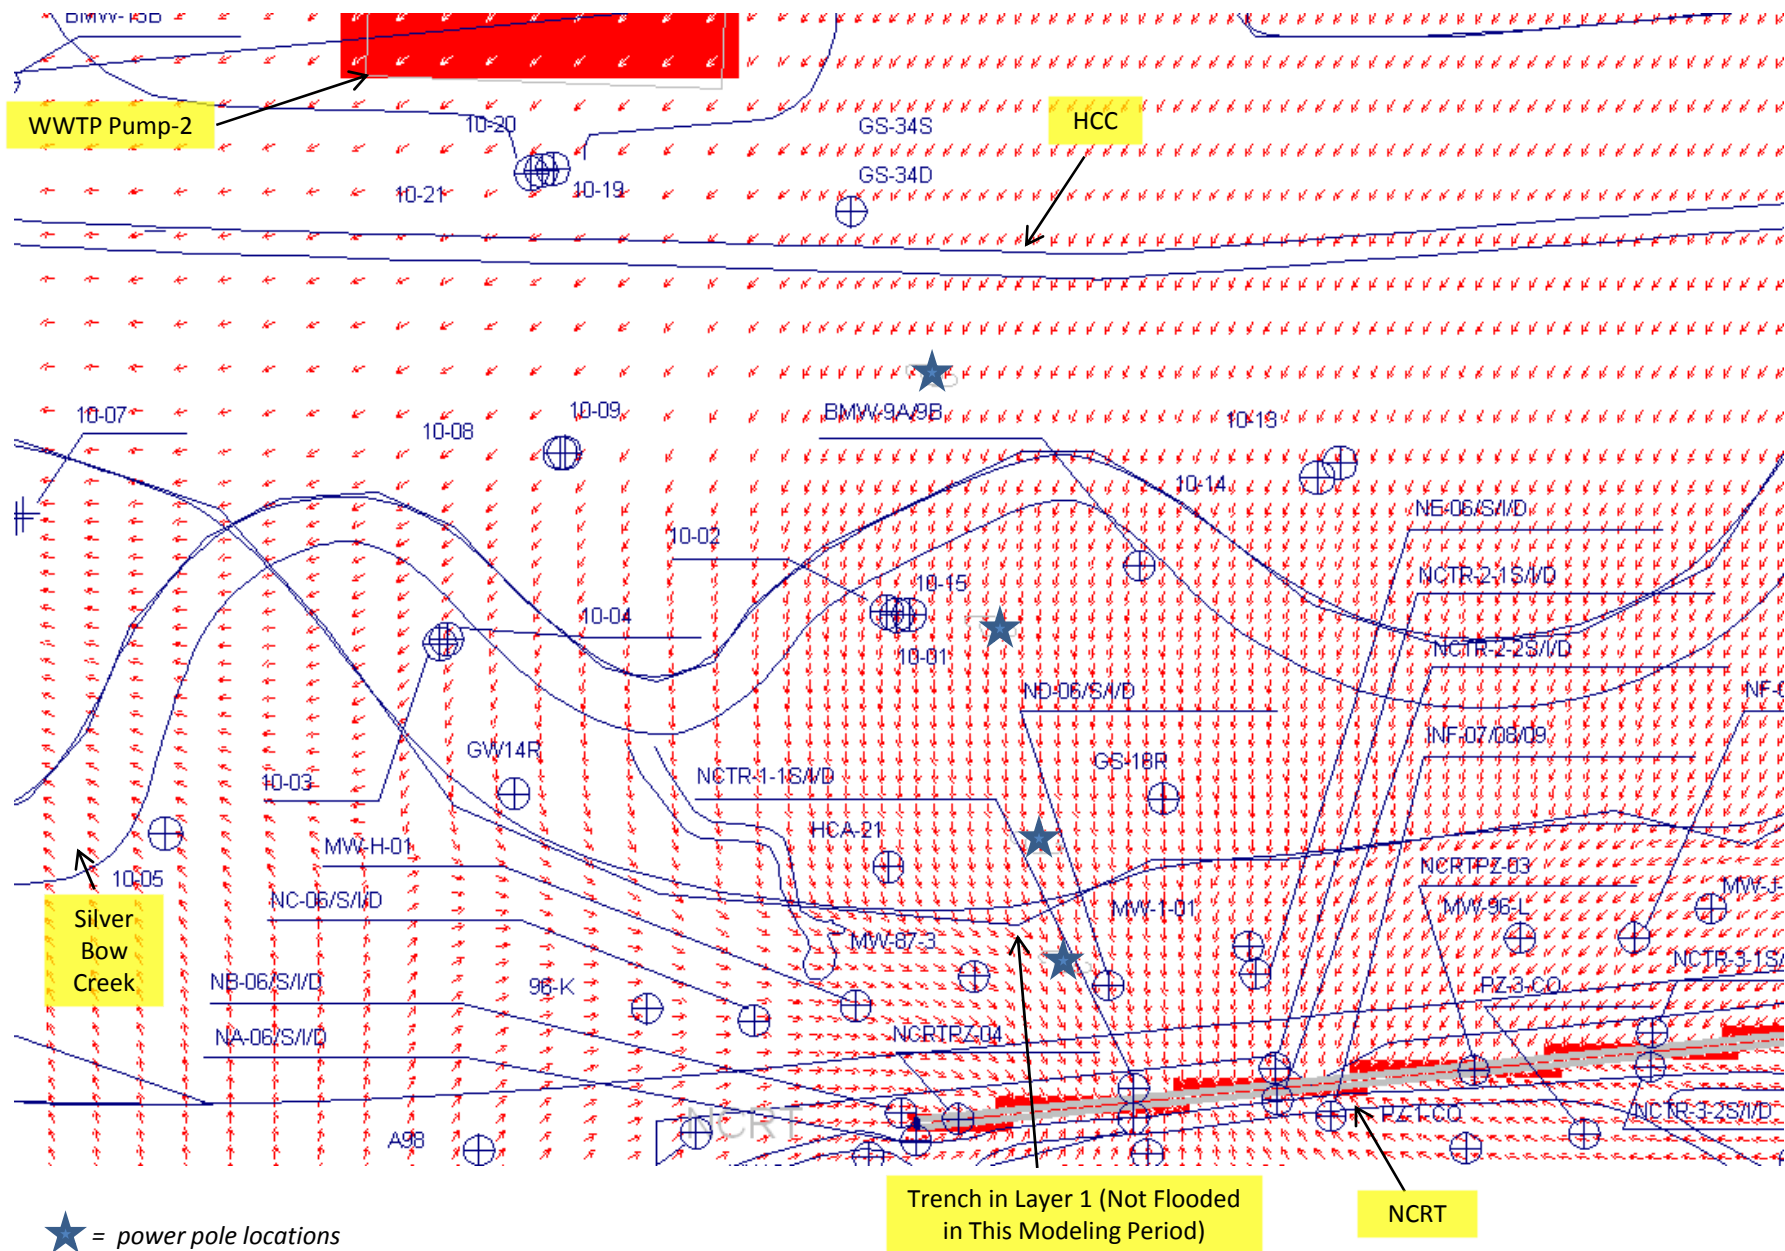 BMW-13B
WWTP Pump-2
10-20
GS-34S
HCC
GS-34D
10-21
10-19
10-07
10-09
10-08
BMW-9A/9B
10-13
10-14
NE-06/S/I/D
10-02
10-15
NCTR-2-1S/I/D
10-04
10-01
NCTR-2-2S/I/D
ND-06/S/I/D
NF-0
GW14R
INF-07/08/09
10-03
NCTR-1-1S/I/D
GS-18R
HCA-21
MW-H-01
10-05
NCRTPZ-03
MW-J-
NC-06/S/I/D
MW-1-01
MW-96-L
Silver
Bow
Creek
MW-87-3
NCTR-3-1S/
NB-06/S/I/D
96-K
PZ-3-CO
NA-06/S/I/D
NCRTPZ-04
NCRT
PZ-1-CO
NCTR-3-2S/I/D
A98
Trench in Layer 1 (Not Flooded
in This Modeling Period)
NCRT
= power pole locations